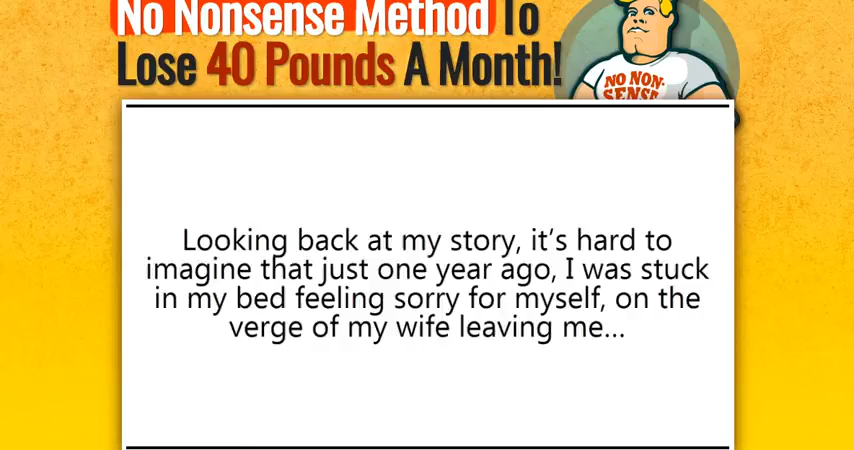 No Nonsense Method To
Lose 40 Pounds A Month!
NO NON-
SENSE
Looking back at my story, it’s hard to
imagine that just one year ago, I was stuck
in my bed feeling sorry for myself, on the
verge of my wife leaving me...